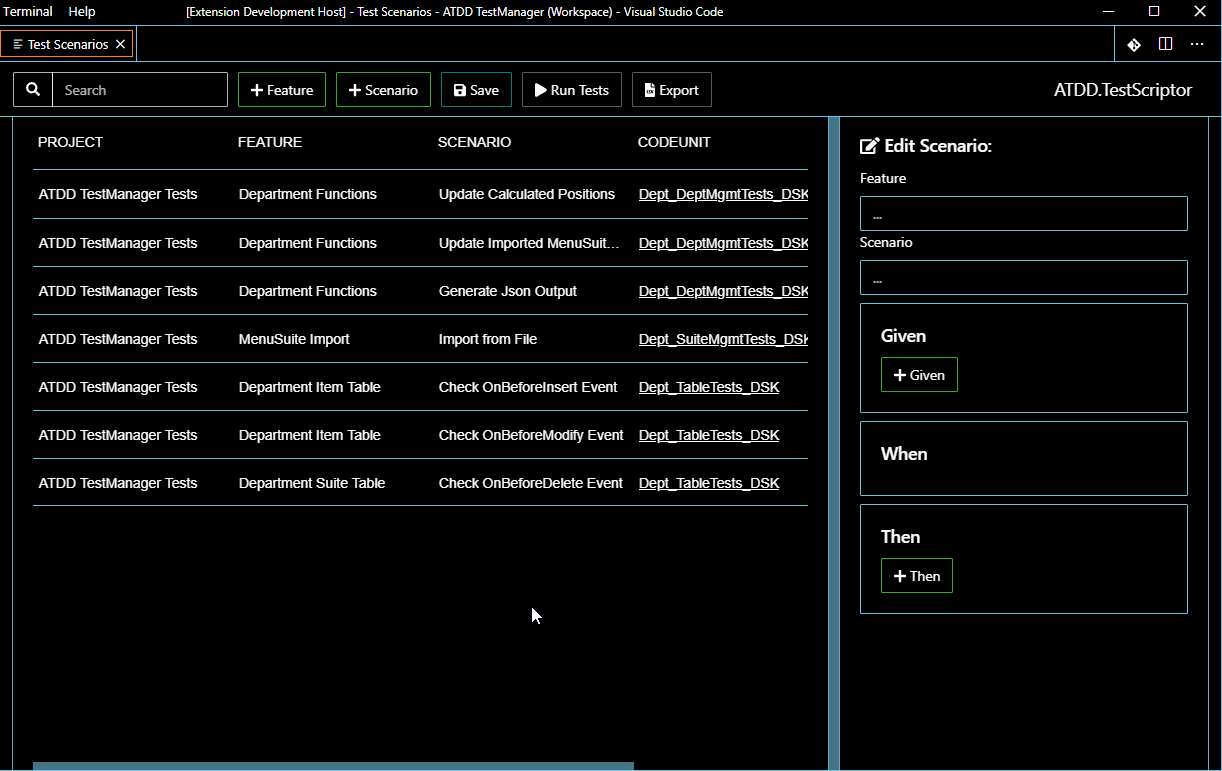 Terminal Help [Extension Development Host] - Test Scenarios - ATDD TestManager (Workspace) - Visual Studio Code
Test Scenarios
Search Feature Scenario Save Run Tests Export ATDD.TestScriptor
PROJECT FEATURE SCENARIO CODEUNIT
ATDD TestManager Tests Department Functions Update Calculated Positions Dept_DeptMgmtTests_DSK
ATDD TestManager Tests Department Functions Update Imported MenuSuit... Dept_DeptMgmtTests_DSK
ATDD TestManager Tests Department Functions Generate Json Output Dept_DeptMgmtTests_DSK
ATDD TestManager Tests MenuSuite Import Import from File Dept_SuiteMgmtTests_DSK
ATDD TestManager Tests Department Item Table Check OnBeforeInsert Event Dept_TableTests_DSK
ATDD TestManager Tests Department Item Table Check OnBeforeModify Event Dept_TableTests_DSK
ATDD TestManager Tests Department Suite Table Check OnBeforeDelete Event Dept_TableTests_DSK
Edit Scenario:
Feature
...
Scenario
...
Given
+ Given
When
Then
+ Then